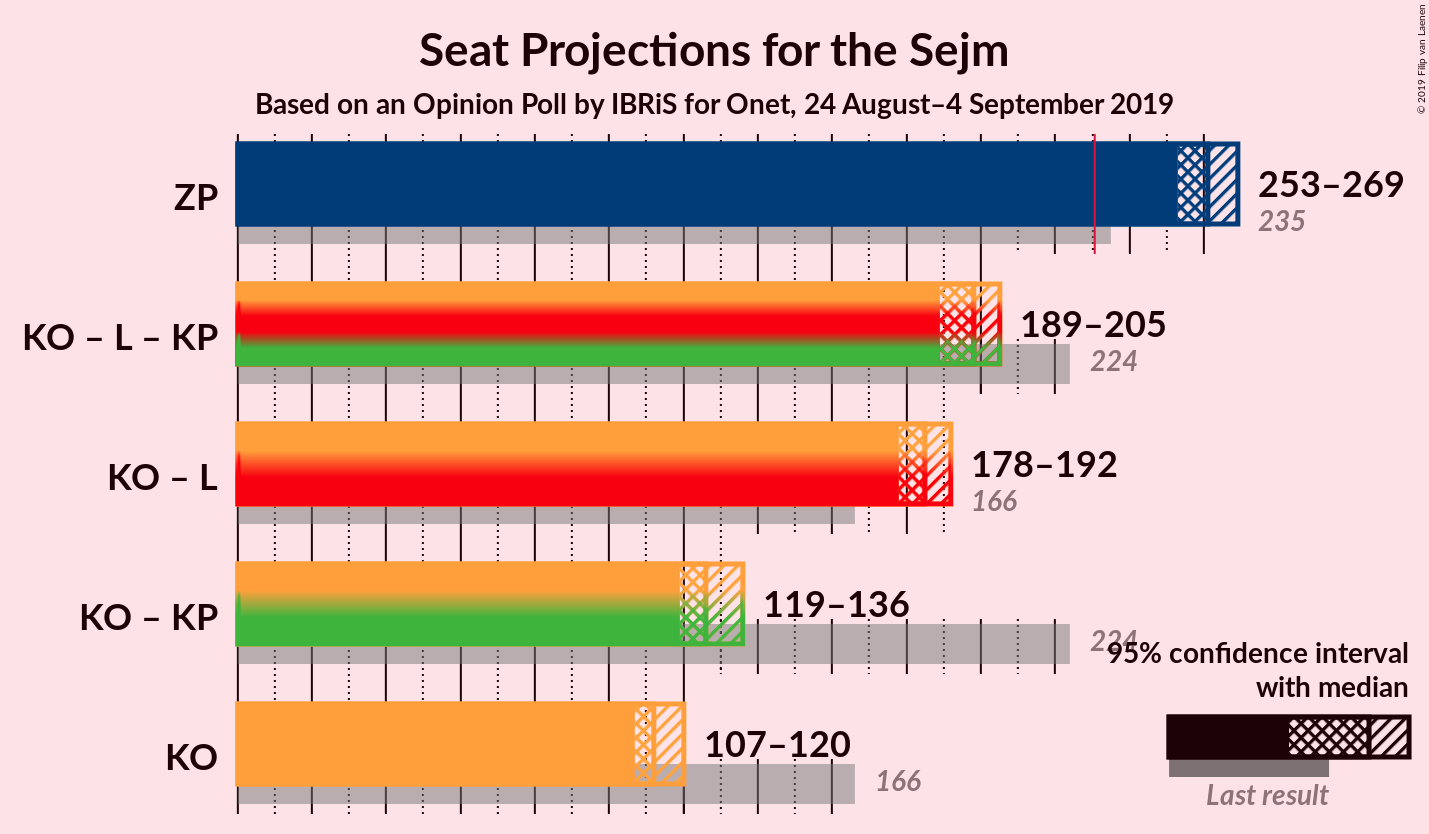 Seat Projections for the Sejm
Based on an Opinion Poll by IBRiS for Onet, 24 August–4 September 2019
© 2019 Filip van Laenen
ZP
253–269
235
KO – L – KP
189–205
224
KO – L
178–192
166
KO – KP
119–136
224
95% confidence interval
with median
Last result
KO
107–120
166